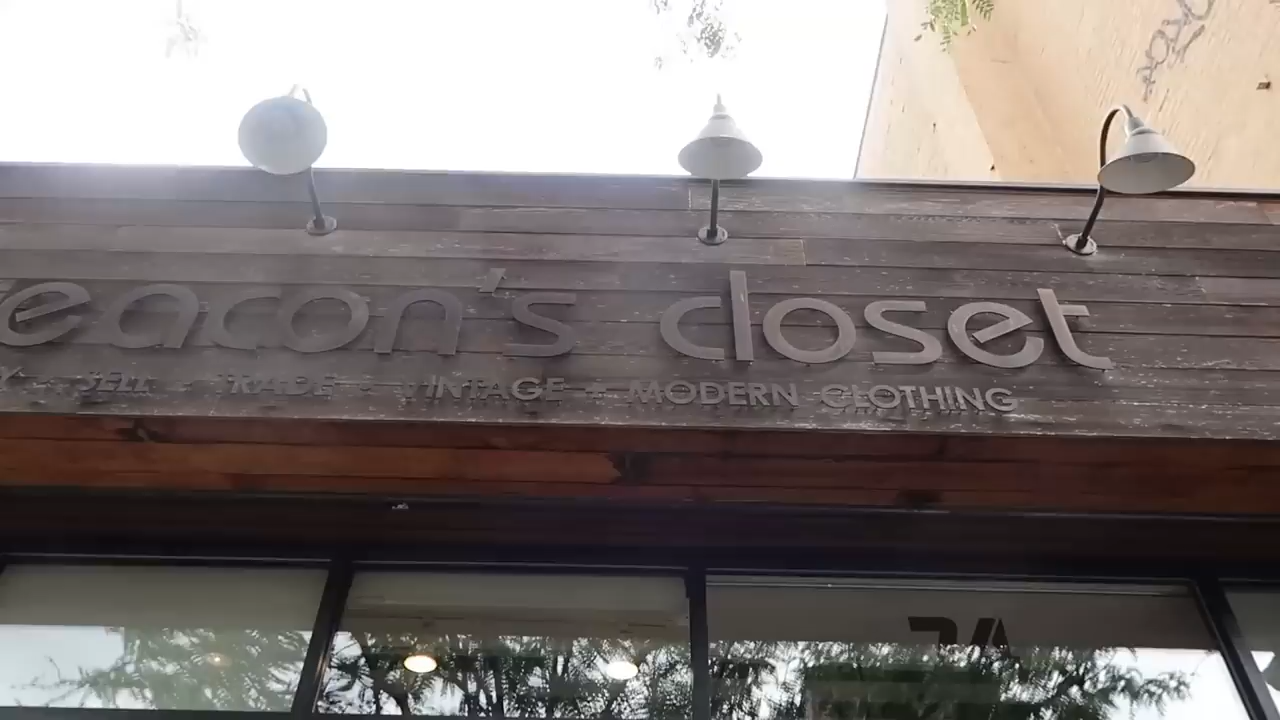 eacon's closet
Y • SELL • TRADE • VINTAGE + MODERN CLOTHING